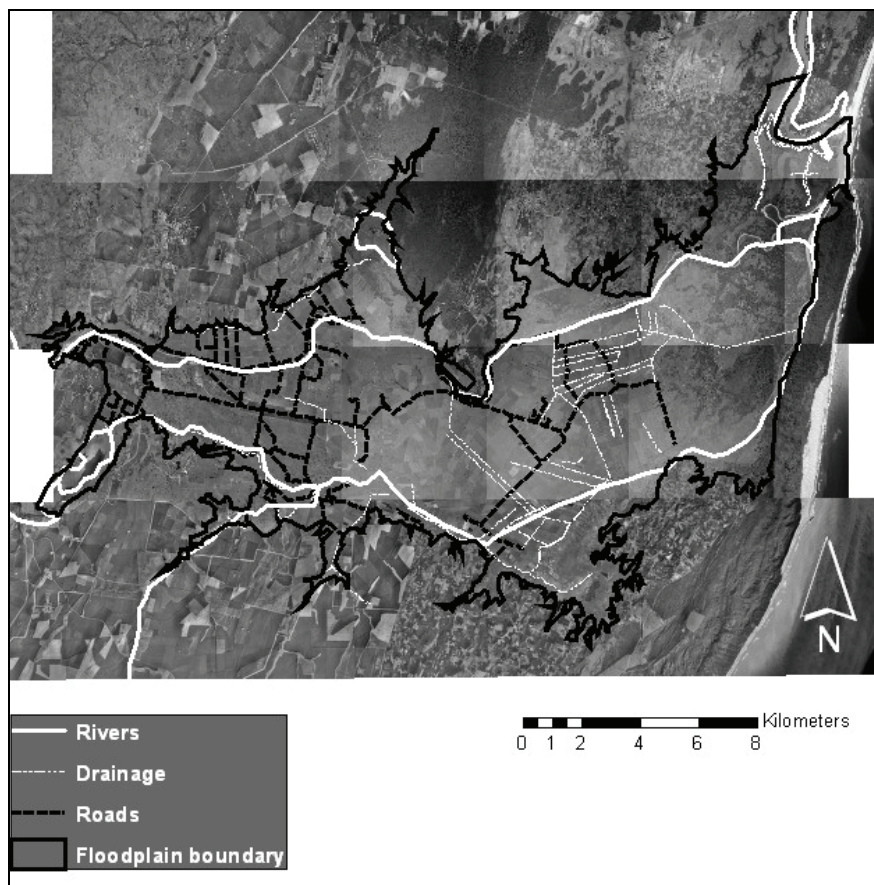 N
Kilometers
0 1 2 4 6 8
Rivers
Drainage
Roads
Floodplain boundary